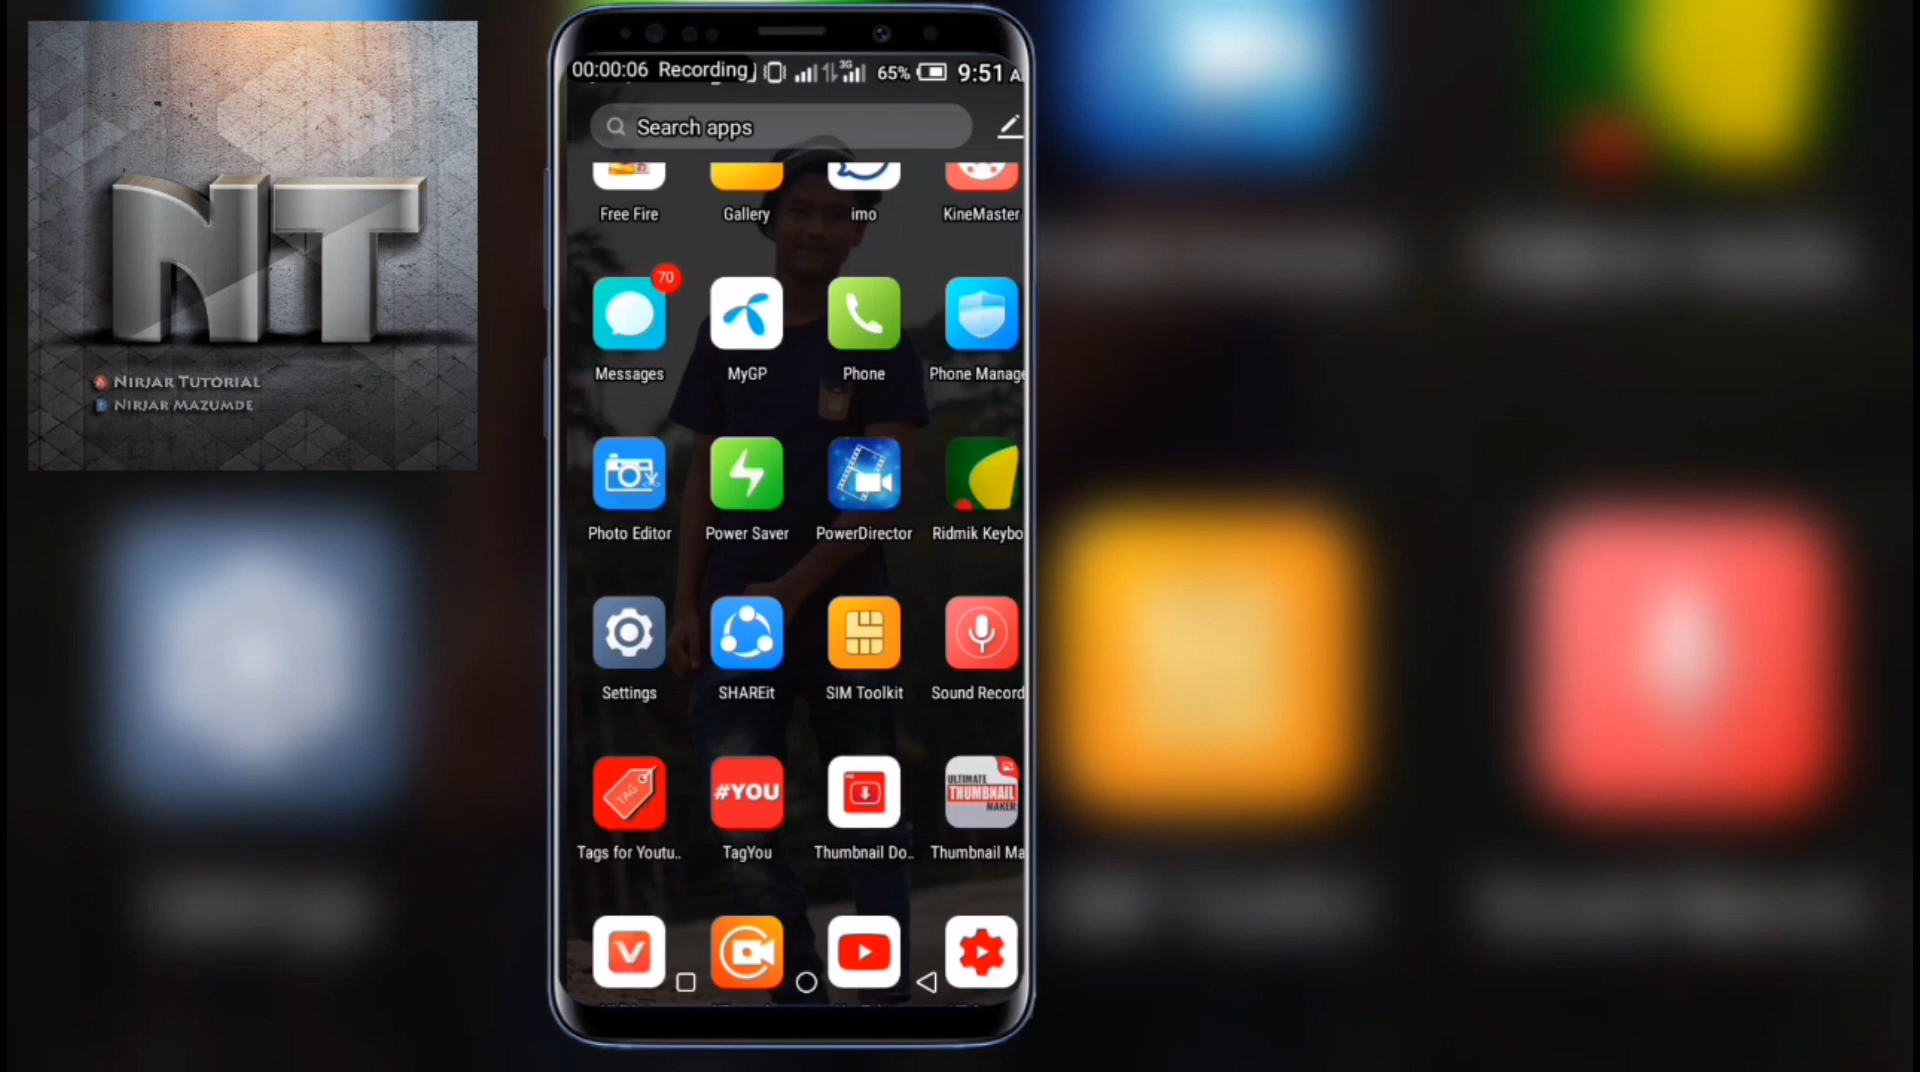 NT
NIRJAR TUTORIAL
NIRJAR MAZUMDE
00:00:06 Recording
3G
65%
9:51 A
Search apps
Free Fire
Gallery
imo
KineMaster
70
Messages
MyGP
Phone
Phone Manage
Photo Editor
Power Saver
PowerDirector
Ridmik Keybo
Settings
SHAREit
SIM Toolkit
Sound Record
TAG
#YOU
ULTIMATE
THUMBNAIL
MAKER
Tags for Youtu..
TagYou
Thumbnail Do..
Thumbnail Ma